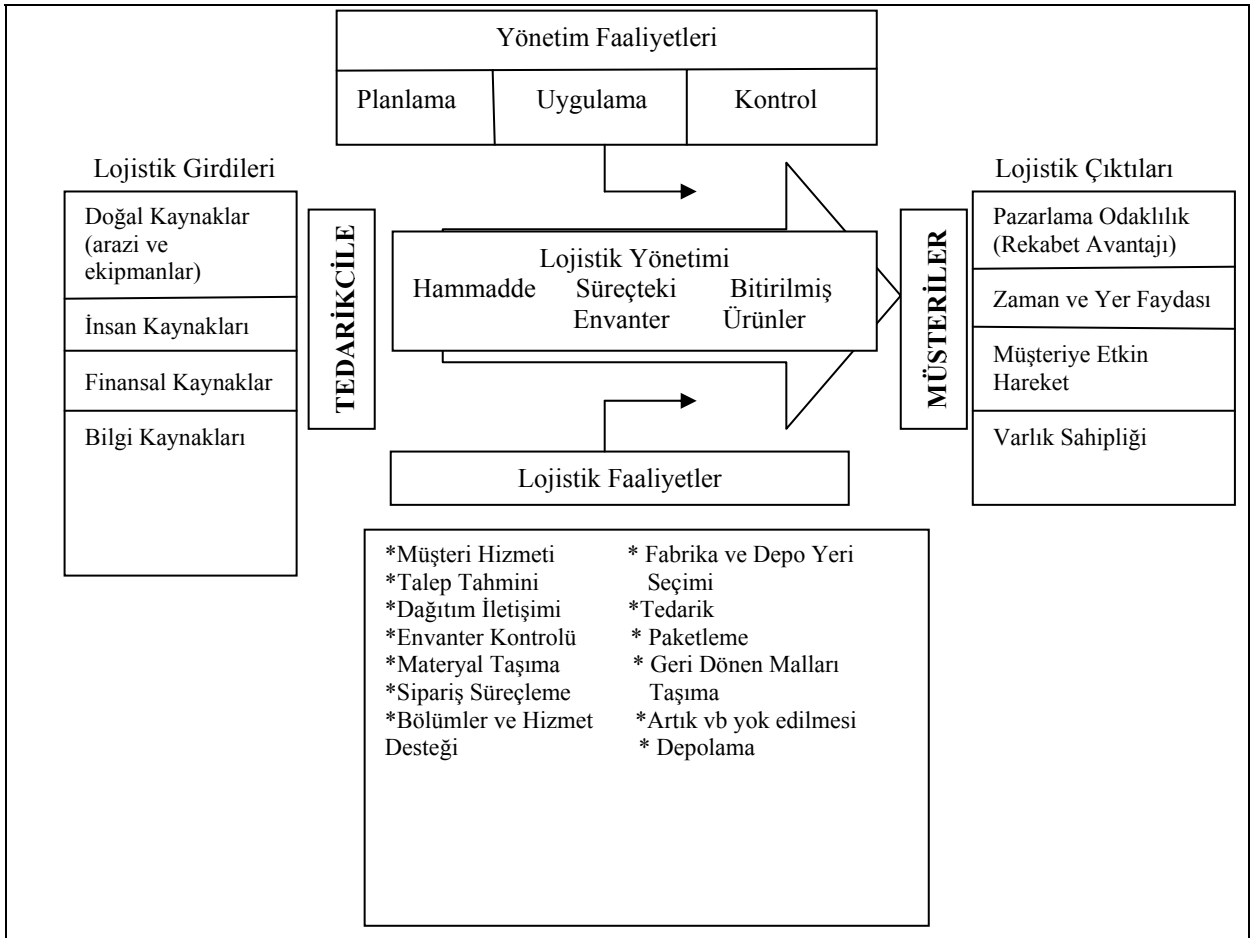 Yönetim Faaliyetleri
Planlama Uygulama Kontrol
Lojistik Girdileri
Doğal Kaynaklar
(arazi ve
ekipmanlar)
İnsan Kaynakları
Finansal Kaynaklar
Bilgi Kaynakları
TEDARİKCİLE
Lojistik Yönetimi
Hammadde Süreçteki Bitirilmiş
Envanter Ürünler
MÜSTERİLER
Lojistik Çıktıları
Pazarlama Odaklılık
(Rekabet Avantajı)
Zaman ve Yer Faydası
Müşteriye Etkin
Hareket
Varlık Sahipliği
Lojistik Faaliyetler
*Müşteri Hizmeti * Fabrika ve Depo Yeri
*Talep Tahmini Seçimi
*Dağıtım İletişimi *Tedarik
*Envanter Kontrolü * Paketleme
*Materyal Taşıma * Geri Dönen Malları
*Sipariş Süreçleme Taşıma
*Bölümler ve Hizmet *Artık vb yok edilmesi
Desteği * Depolama